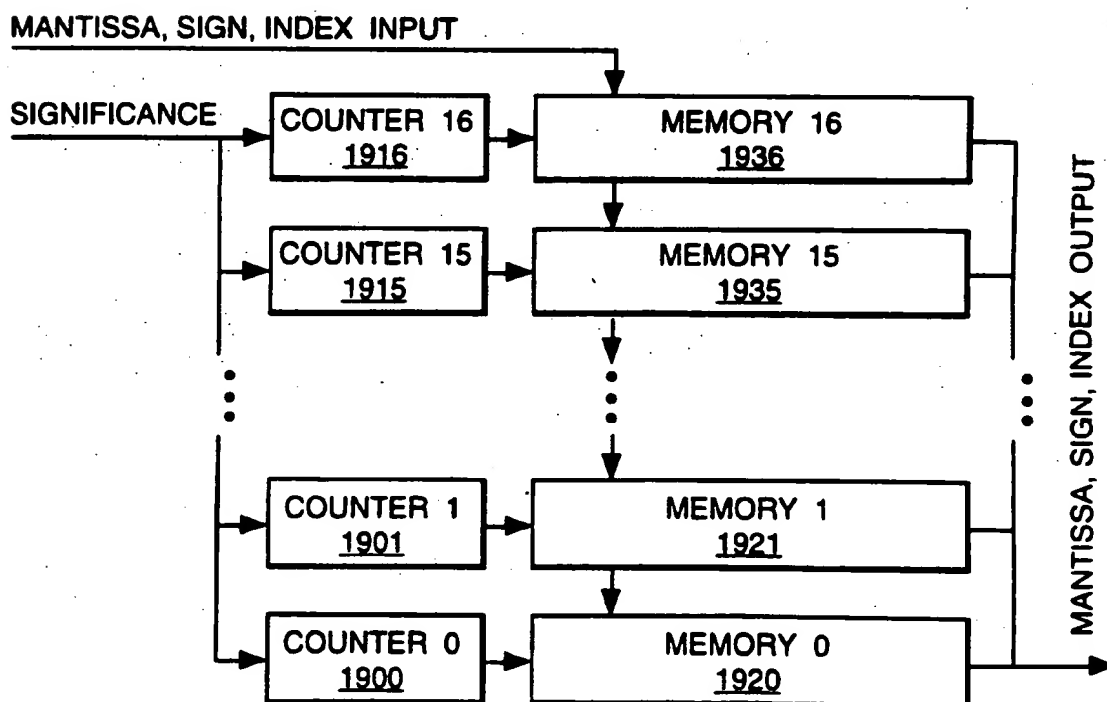 MANTISSA, SIGN, INDEX INPUT
SIGNIFICANCE
COUNTER 16
1916
MEMORY 16
1936
COUNTER 15
1915
MEMORY 15
1935
COUNTER 1
1901
MEMORY 1
1921
COUNTER 0
1900
MEMORY 0
1920
MANTISSA, SIGN, INDEX OUTPUT